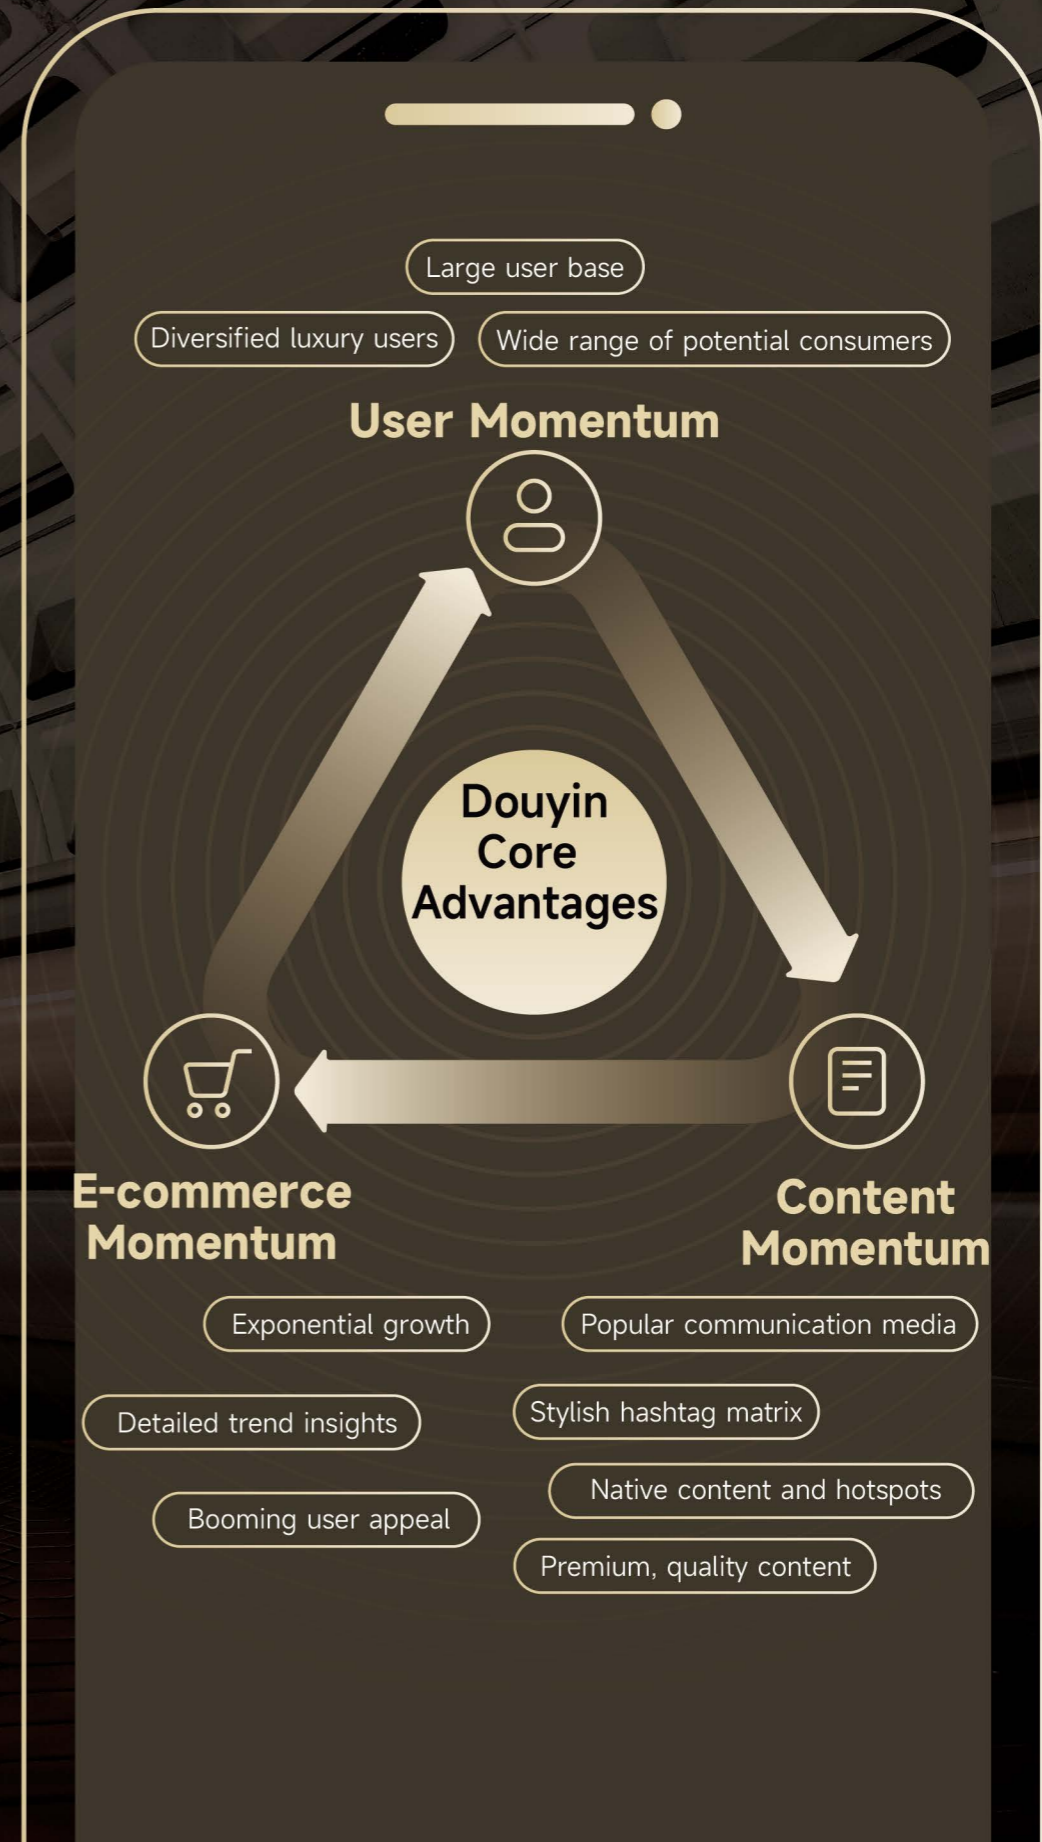 Large user base
Diversified luxury users
Wide range of potential consumers
User Momentum
Douyin
Core
Advantages
E-commerce
Momentum
Content
Momentum
Exponential growth
Popular communication media
Detailed trend insights
Stylish hashtag matrix
Native content and hotspots
Booming user appeal
Premium, quality content